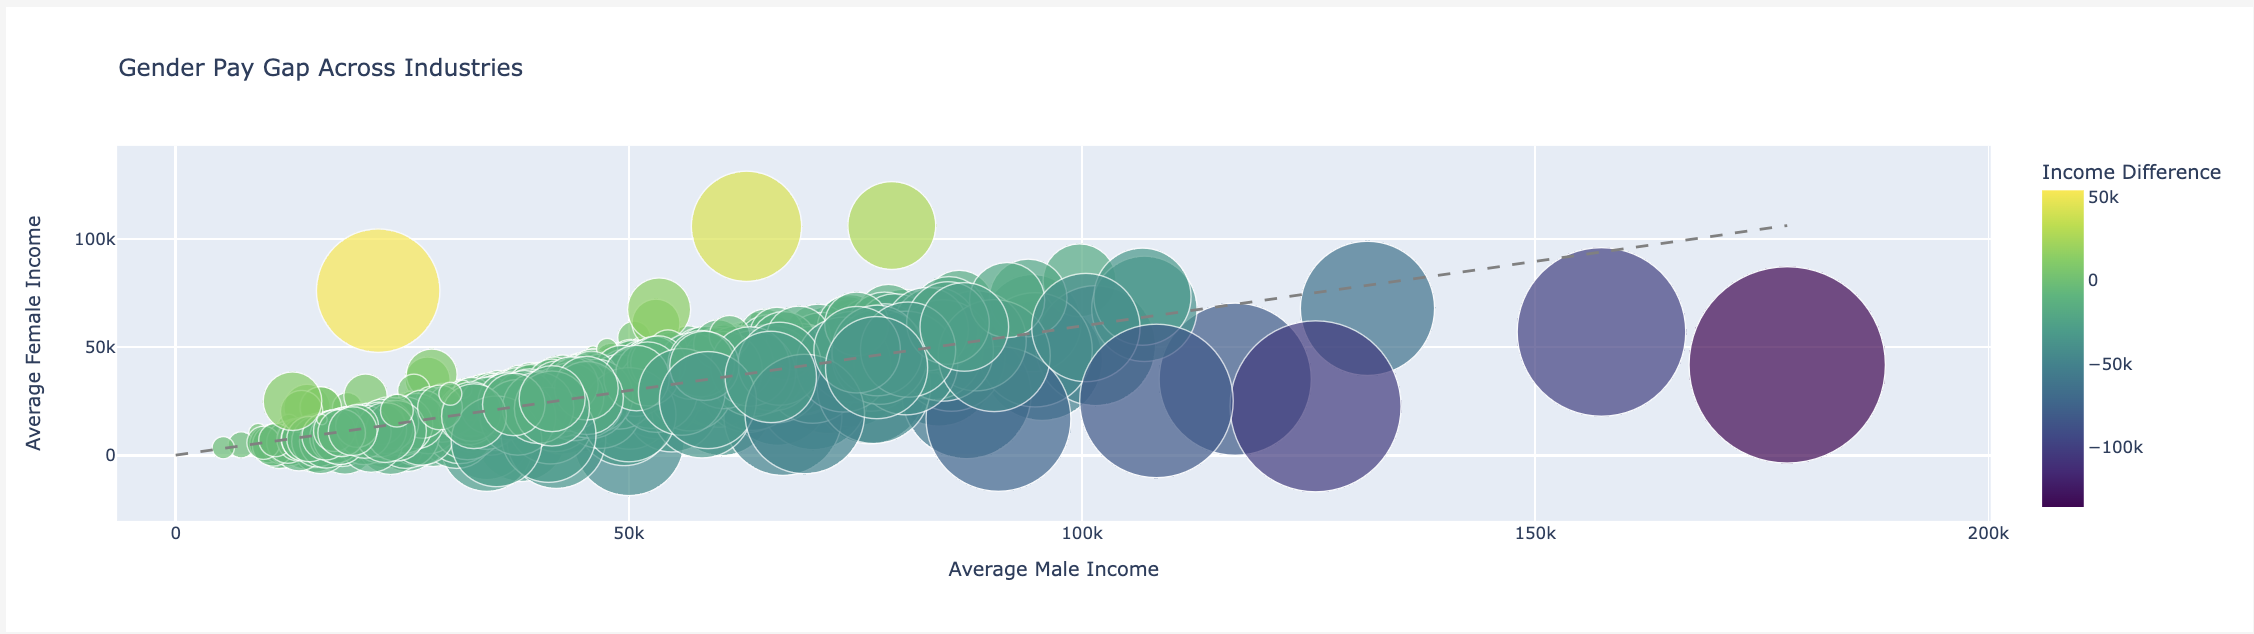 Gender Pay Gap Across Industries
Income Difference
50k
0
−50k
−100k
Average Female Income
100k
50k
0
0
50k
100k
150k
200k
Average Male Income